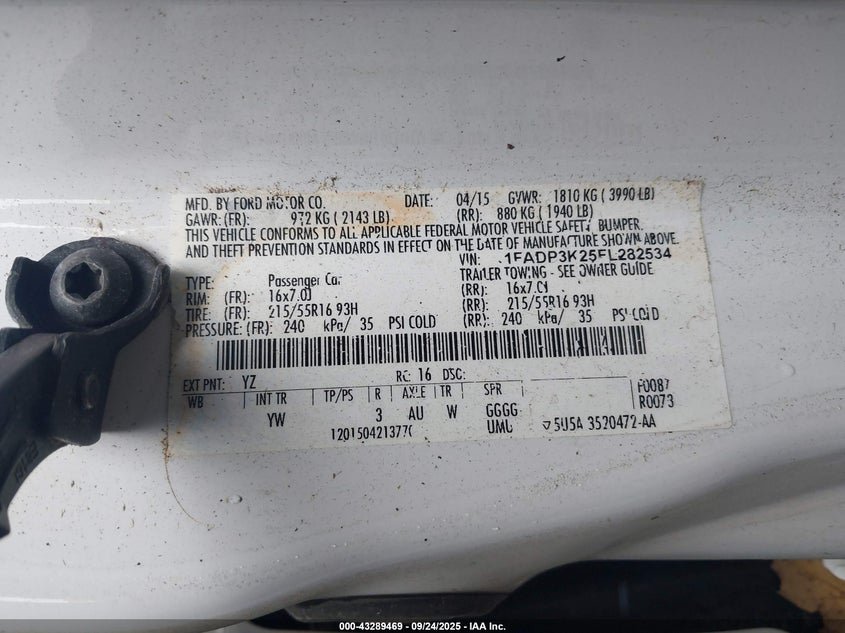 MFD. BY FORD MOTOR CO. DATE: 04/15 GVWR: 1810 KG ( 3990 LB)
GAWR: (FR): 972 KG ( 2143 LB) (RR): 880 KG ( 1940 LB)
THIS VEHICLE CONFORMS TO ALL APPLICABLE FEDERAL MOTOR VEHICLE SAFETY, BUMPER,
AND THEFT PREVENTION STANDARDS IN EFFECT ON THE DATE OF MANUFACTURE SHOWN ABOVE.
VIN: 1FADP3K25FL282534
TYPE: Passenger Car TRAILER TOWING - SEE OWNER GUIDE
RIM: (FR): 16x7.0J (RR): 16x7.0J
TIRE: (FR): 215/55R16 93H (RR): 215/55R16 93H
PRESSURE: (FR): 240 kPa/ 35 PSI COLD (RR): 240 kPa/ 35 PSI COLD
EXT PNT: YZ RC: 16 DSO:
WB INT TR TP/PS R AXLE TR SPR F0087
YW 3 AU W GGGG R0073
UMU ▽5U5A 3520472-AA
000-43289469 - 09/24/2025 - IAA Inc.